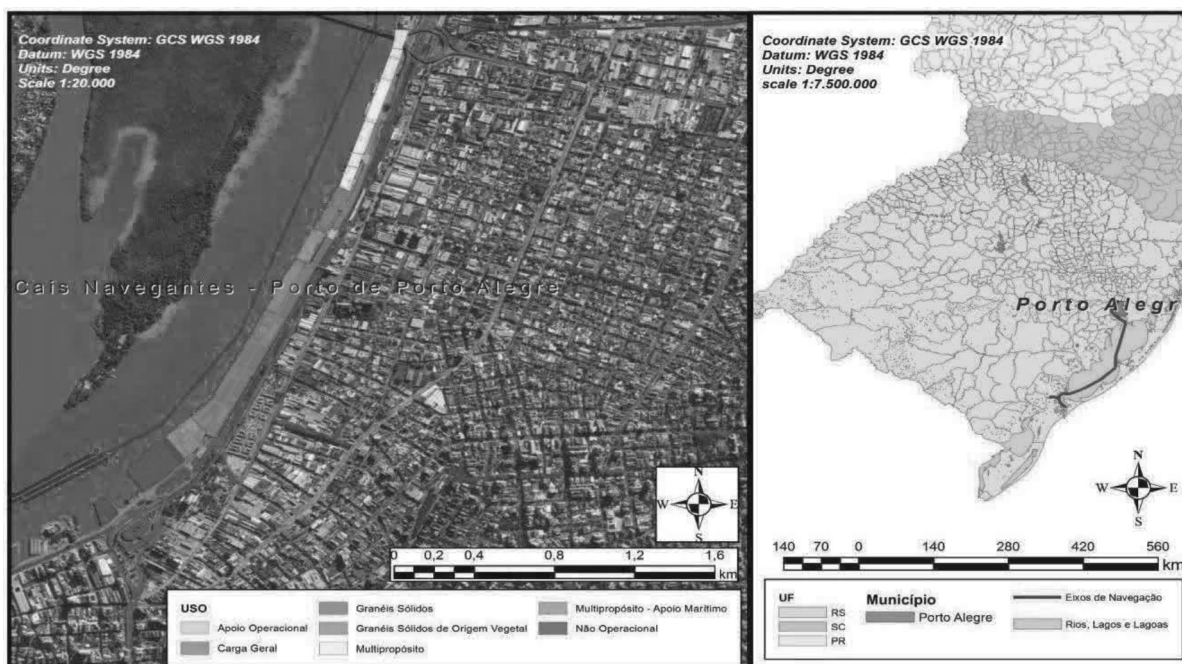 Coordinate System: GCS WGS 1984
Datum: WGS 1984
Units: Degree
Scale 1:20.000
Cais Navegantes - Porto de Porto Alegre
N
W E
S
0 0,2 0,4 0,8 1,2 1,6
km
USO
Apoio Operacional
Carga Geral
Granéis Sólidos
Granéis Sólidos de Origem Vegetal
Multipropósito
Multipropósito - Apoio Marítimo
Não Operacional
Coordinate System: GCS WGS 1984
Datum: WGS 1984
Units: Degree
scale 1:7.500.000
Porto Alegr
N
W E
S
140 70 0 140 280 420 560
km
UF
RS
SC
PR
Município
Porto Alegre
Eixos de Navegação
Rios, Lagos e Lagoas